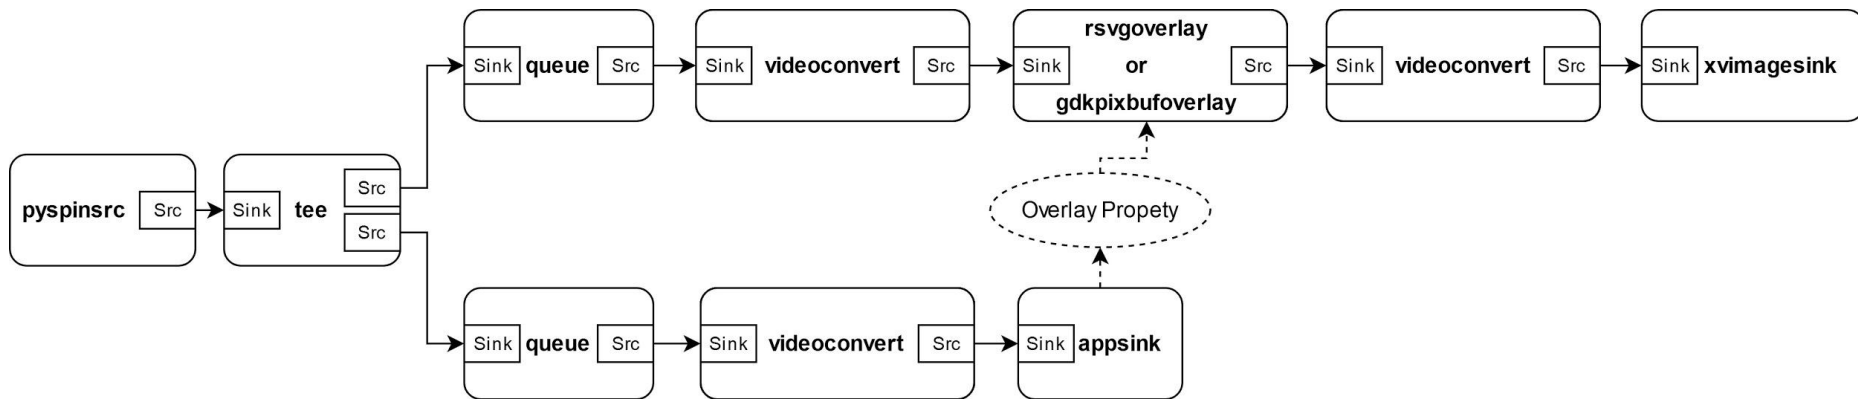 rsvgoverlay
Sink queue Src Sink videoconvert Src Sink or Src Sink videoconvert Src Sink xvimagesink
gdkpixbufoverlay
Src
pyspinsrc Src Sink tee Overlay Propety
Src
Sink queue Src Sink videoconvert Src Sink appsink